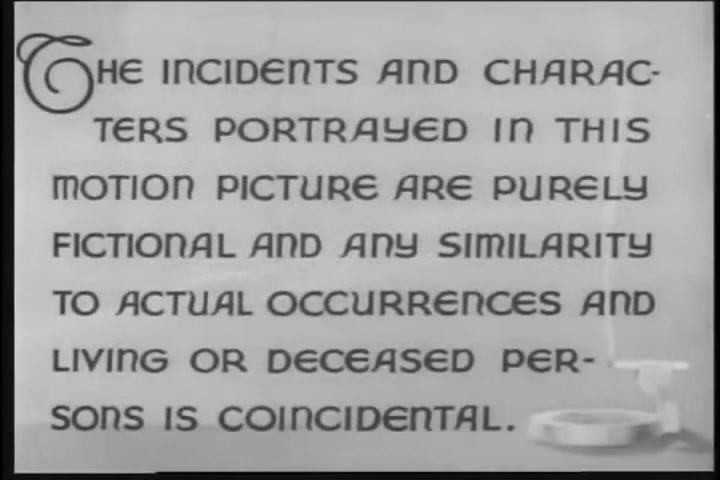 THE INCIDENTS AND CHARAC-
TERS PORTRAYED IN THIS
MOTION PICTURE ARE PURELY
FICTIONAL AND ANY SIMILARITY
TO ACTUAL OCCURRENCES AND
LIVING OR DECEASED PER-
SONS IS COINCIDENTAL.